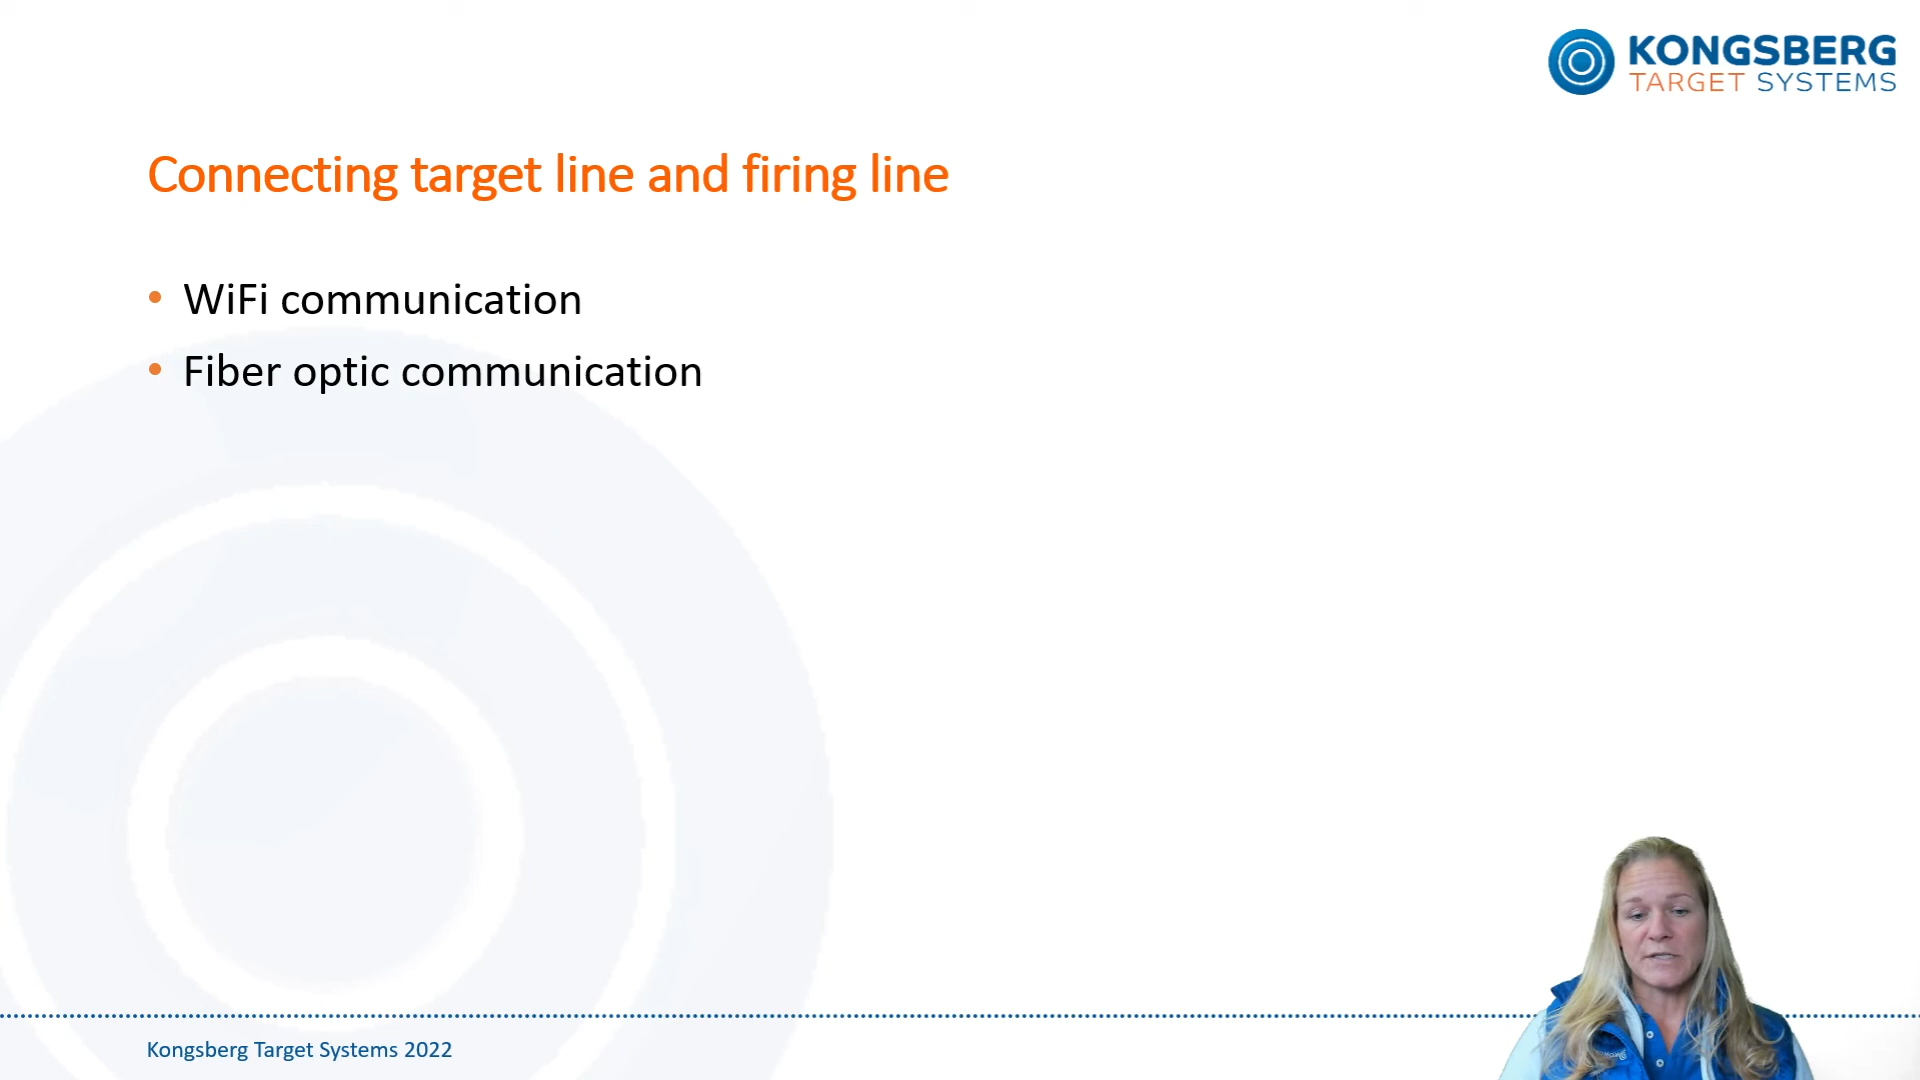 KONGSBERG
TARGET SYSTEMS
Connecting target line and firing line
• WiFi communication
• Fiber optic communication
Kongsberg Target Systems 2022